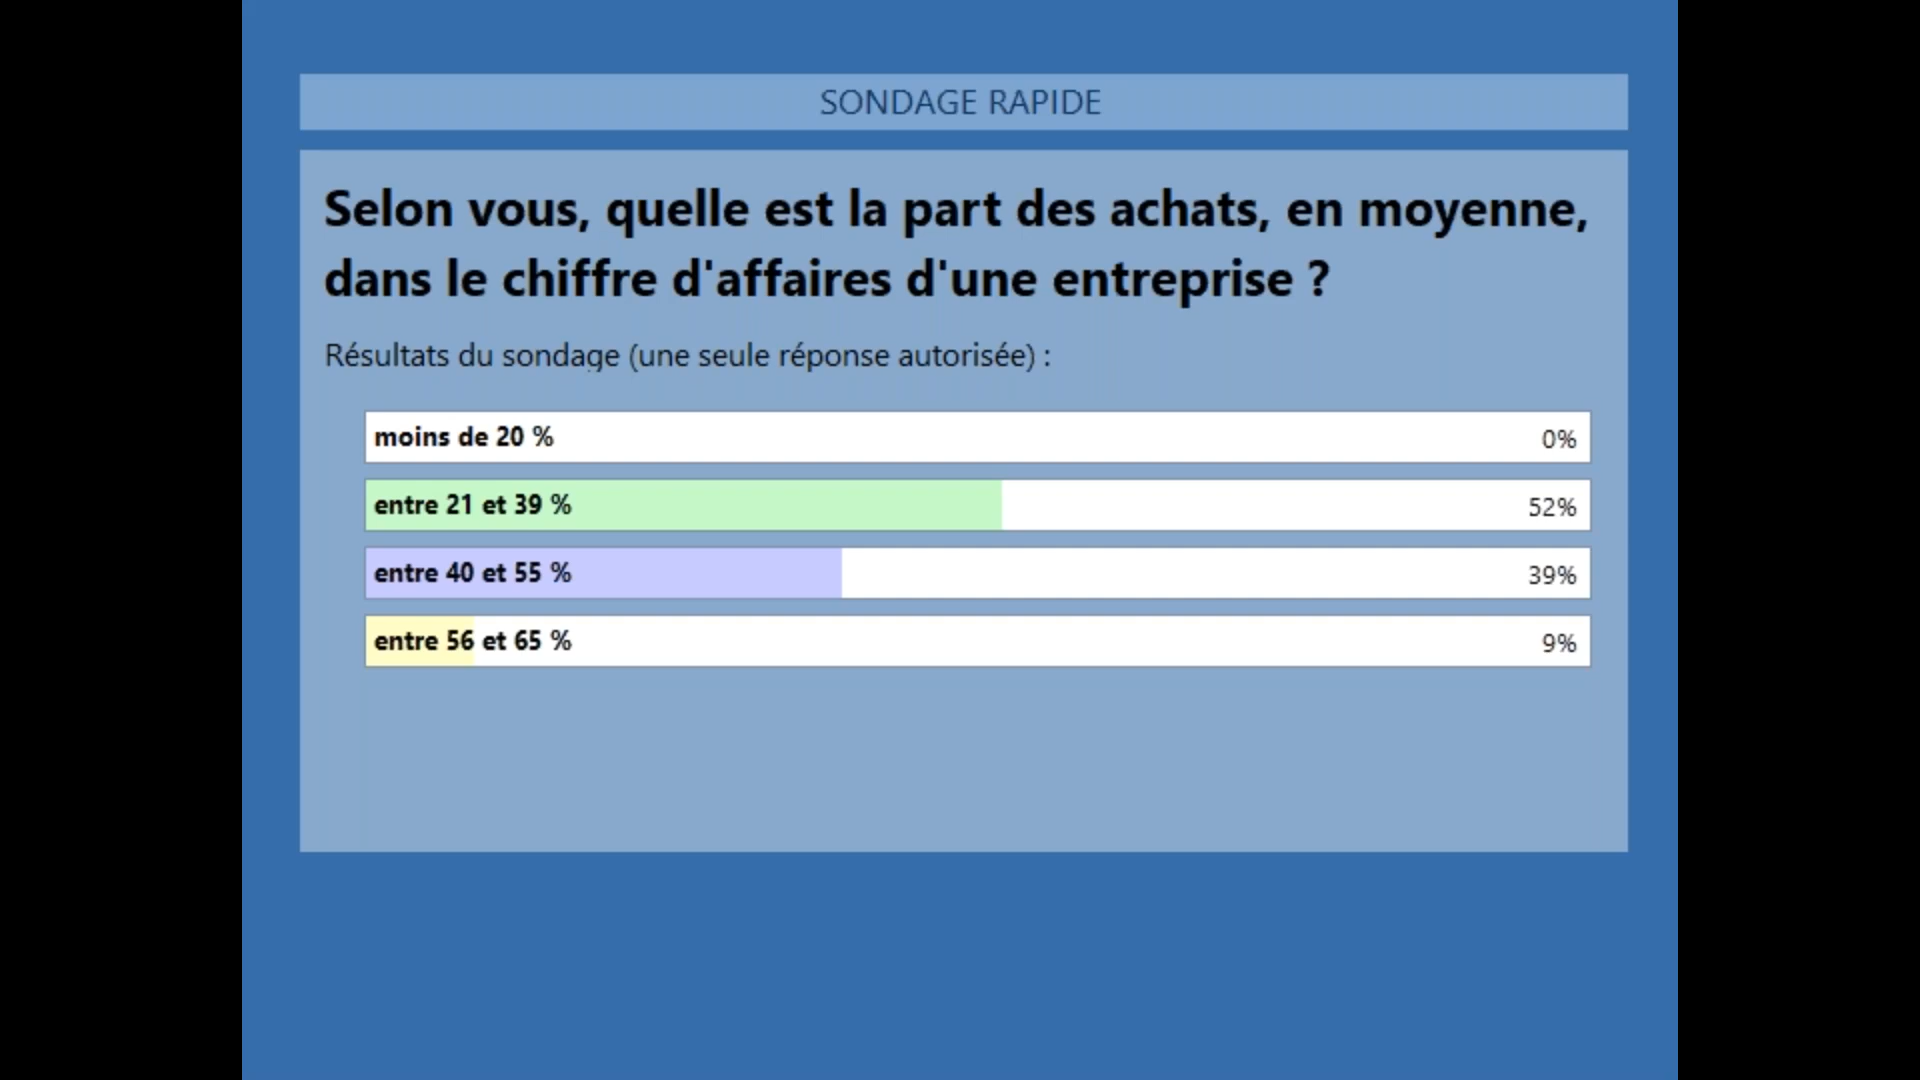 SONDAGE RAPIDE
Selon vous, quelle est la part des achats, en moyenne,
dans le chiffre d'affaires d'une entreprise ?
Résultats du sondage (une seule réponse autorisée) :
moins de 20 % 0%
entre 21 et 39 % 52%
entre 40 et 55 % 39%
entre 56 et 65 % 9%